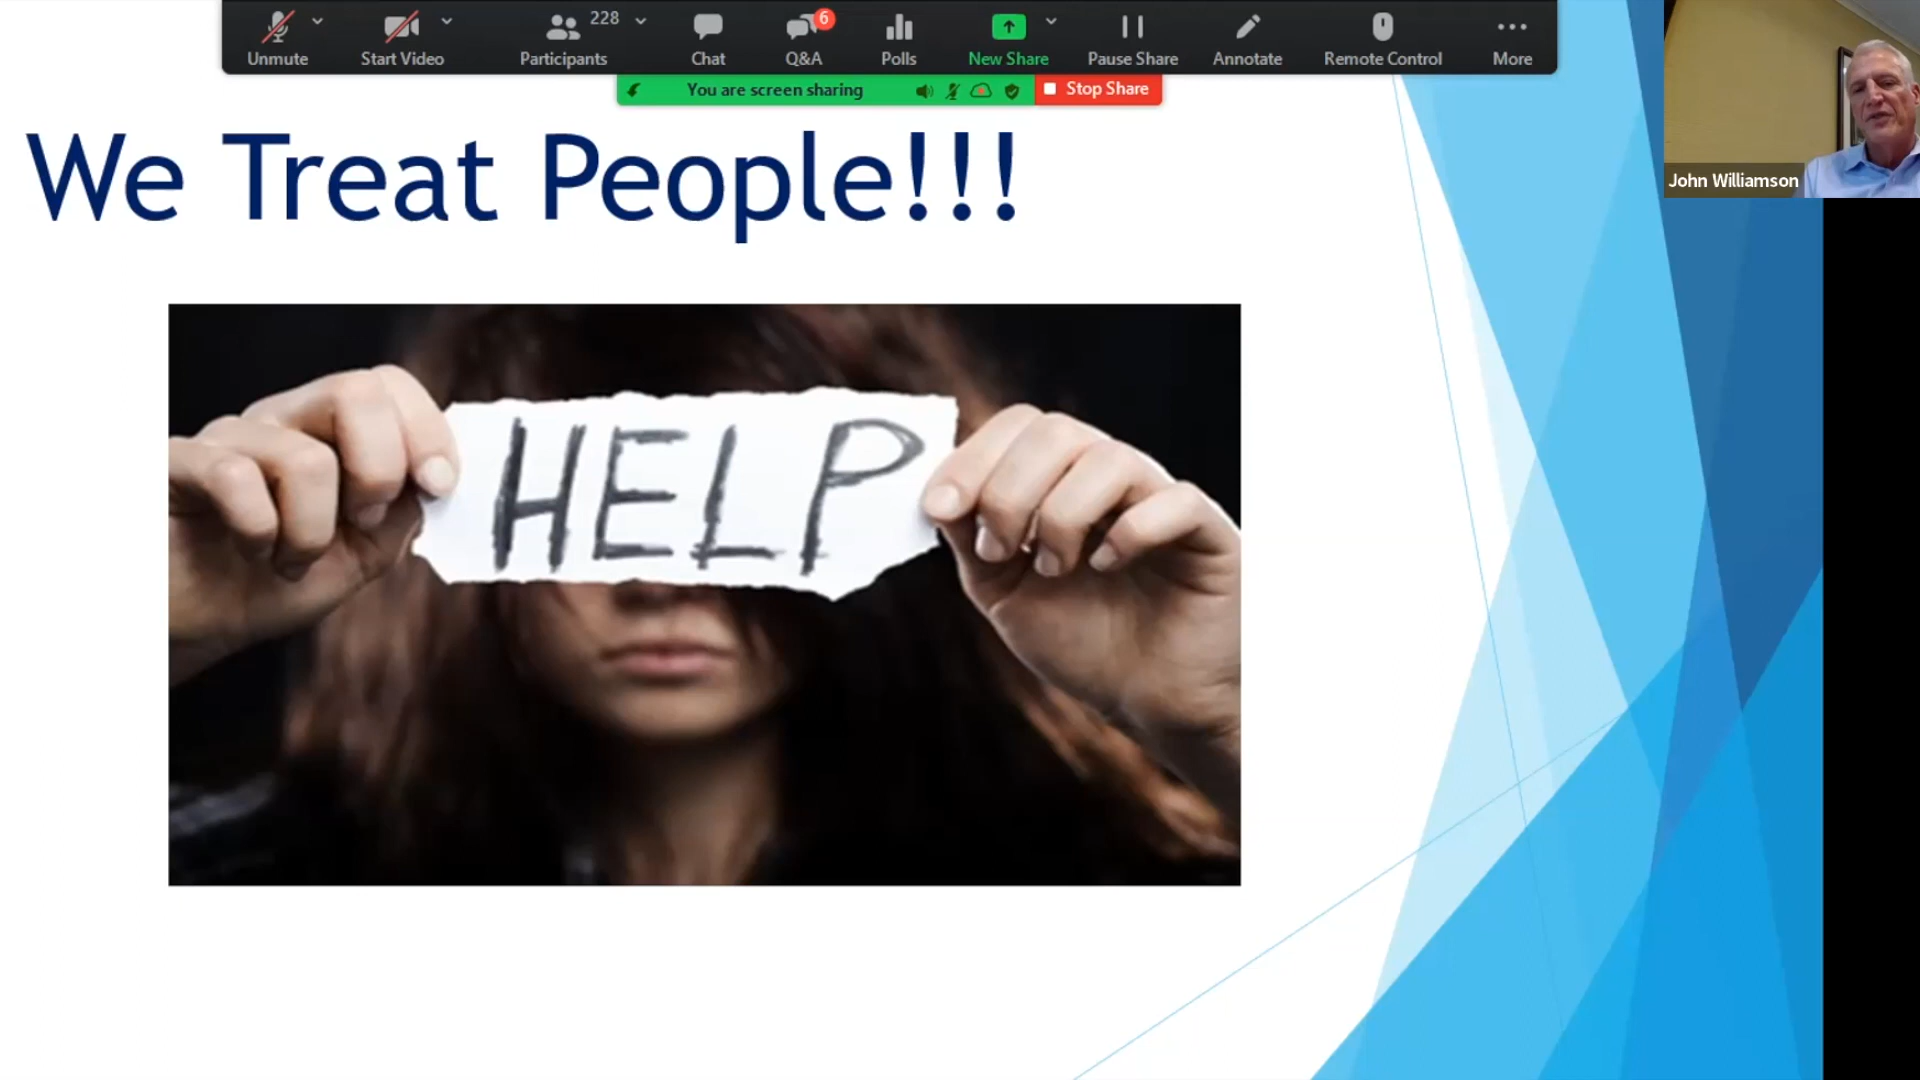 228
6
Unmute
Start Video
Participants
Chat
Q&A
Polls
New Share
Pause Share
Annotate
Remote Control
More
You are screen sharing
Stop Share
John Williamson
We Treat People!!!
HELP